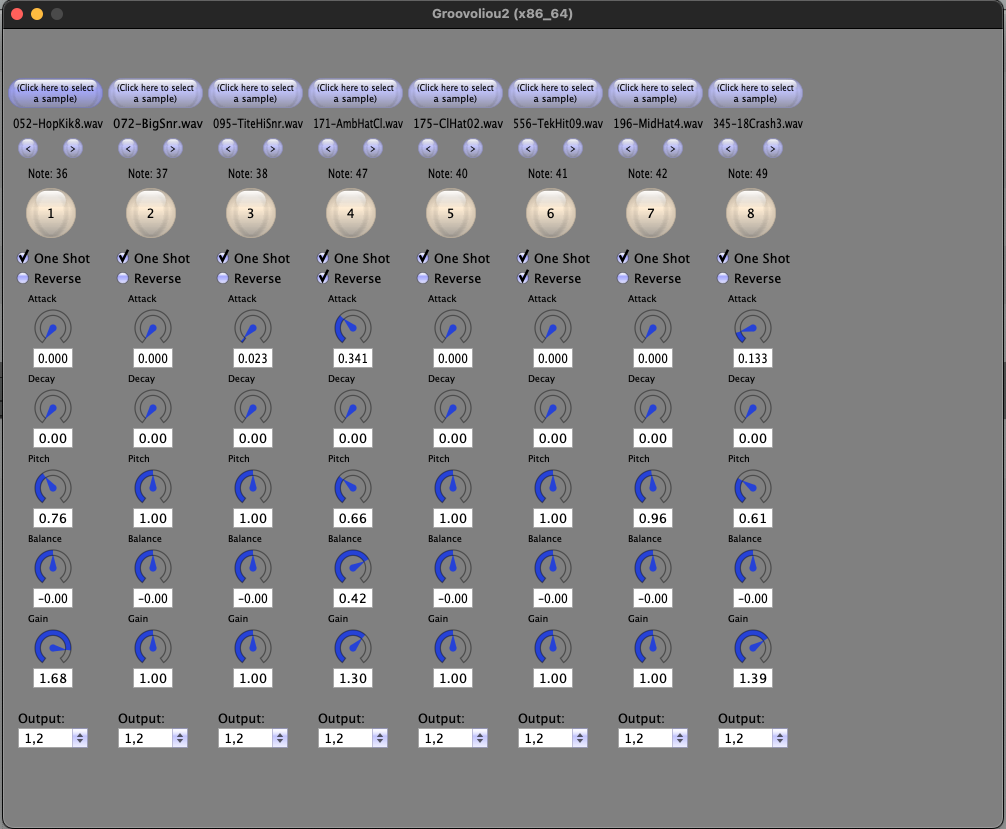 Groovoliou2 (x86_64)
(Click here to select a sample) (Click here to select a sample) (Click here to select a sample) (Click here to select a sample) (Click here to select a sample) (Click here to select a sample) (Click here to select a sample) (Click here to select a sample)
052-HopKik8.wav 072-BigSnr.wav 095-TiteHiSnr.wav 171-AmbHatCl.wav 175-ClHat02.wav 556-TekHit09.wav 196-MidHat4.wav 345-18Crash3.wav
< > < > < > < > < > < > < > < >
Note: 36 Note: 37 Note: 38 Note: 47 Note: 40 Note: 41 Note: 42 Note: 49
1 2 3 4 5 6 7 8
One Shot One Shot One Shot One Shot One Shot One Shot One Shot One Shot
Reverse Reverse Reverse Reverse Reverse Reverse Reverse Reverse
Attack Attack Attack Attack Attack Attack Attack Attack
0.000 0.000 0.023 0.341 0.000 0.000 0.000 0.133
Decay Decay Decay Decay Decay Decay Decay Decay
0.00 0.00 0.00 0.00 0.00 0.00 0.00 0.00
Pitch Pitch Pitch Pitch Pitch Pitch Pitch Pitch
0.76 1.00 1.00 0.66 1.00 1.00 0.96 0.61
Balance Balance Balance Balance Balance Balance Balance Balance
-0.00 -0.00 -0.00 0.42 -0.00 -0.00 -0.00 -0.00
Gain Gain Gain Gain Gain Gain Gain Gain
1.68 1.00 1.00 1.30 1.00 1.00 1.00 1.39
Output: Output: Output: Output: Output: Output: Output: Output:
1,2 1,2 1,2 1,2 1,2 1,2 1,2 1,2